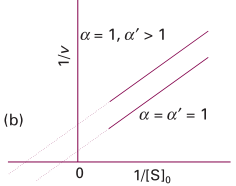 α = 1, α′ > 1
1/v
(b)
α = α′ = 1
0
1/[S]₀